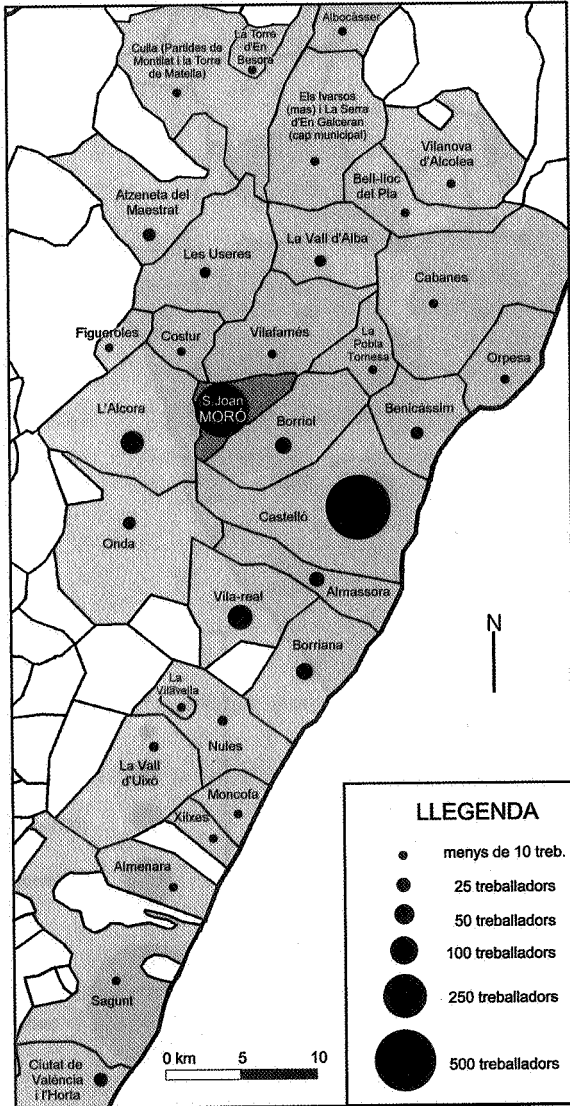 Albocàsser
La Torre
d'En
Besora
Culla (Partides de
Montllat i la Torre
de Matella)
Els Ivarsos
(mas) i La Serra
d'En Galceran
(cap municipal)
Vilanova
d'Alcolea
Bell-lloc
del Pla
Atzeneta del
Maestrat
La Vall d'Alba
Les Useres
Cabanes
Figueroles
Costur
Vilafamés
La
Pobla
Tornesa
Orpesa
S.Joan
MORÓ
L'Alcora
Borriol
Benicàssim
Castelló
Onda
Almassora
Vila-real
N
Borriana
La
Vilavella
Nules
La Vall
d'Uixó
Moncofa
Xilxes
Almenara
Sagunt
Ciutat de
València
i l'Horta
0 km 5 10
LLEGENDA
menys de 10 treb.
25 treballadors
50 treballadors
100 treballadors
250 treballadors
500 treballadors